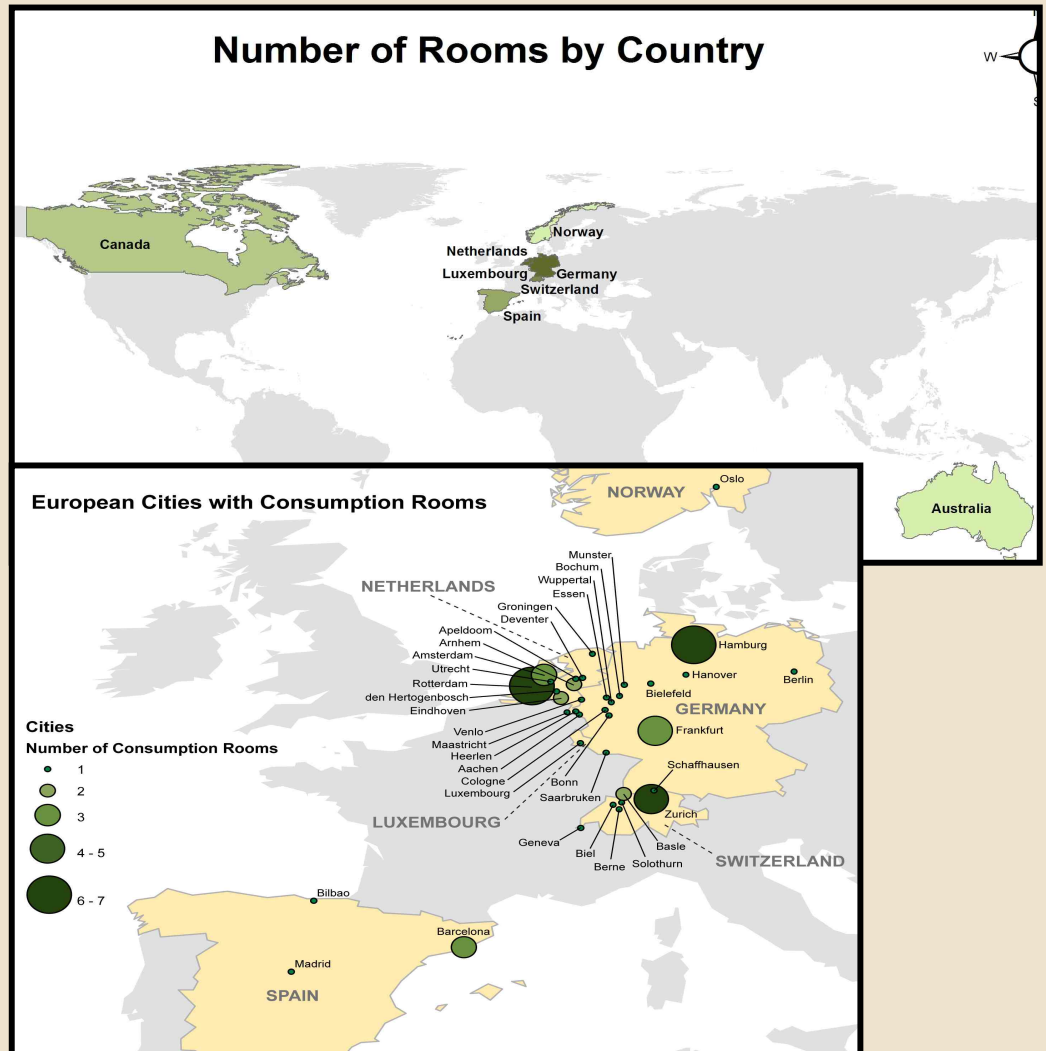 Number of Rooms by Country
W
Canada
Norway
Netherlands
Luxembourg
Germany
Switzerland
Spain
Australia
European Cities with Consumption Rooms
NORWAY
Oslo
Munster
Bochum
Wuppertal
Essen
NETHERLANDS
Groningen
Deventer
Apeldoom
Arnhem
Amsterdam
Utrecht
Rotterdam
den Hertogenbosch
Eindhoven
Hamburg
Hanover
Berlin
Bielefeld
GERMANY
Frankfurt
Venlo
Maastricht
Heerlen
Aachen
Cologne
Luxembourg
Bonn
Saarbruken
Schaffhausen
Zurich
LUXEMBOURG
Geneva
Biel
Berne
Solothurn
Basle
SWITZERLAND
Cities
Number of Consumption Rooms
1
2
3
4 - 5
6 - 7
Bilbao
Barcelona
Madrid
SPAIN